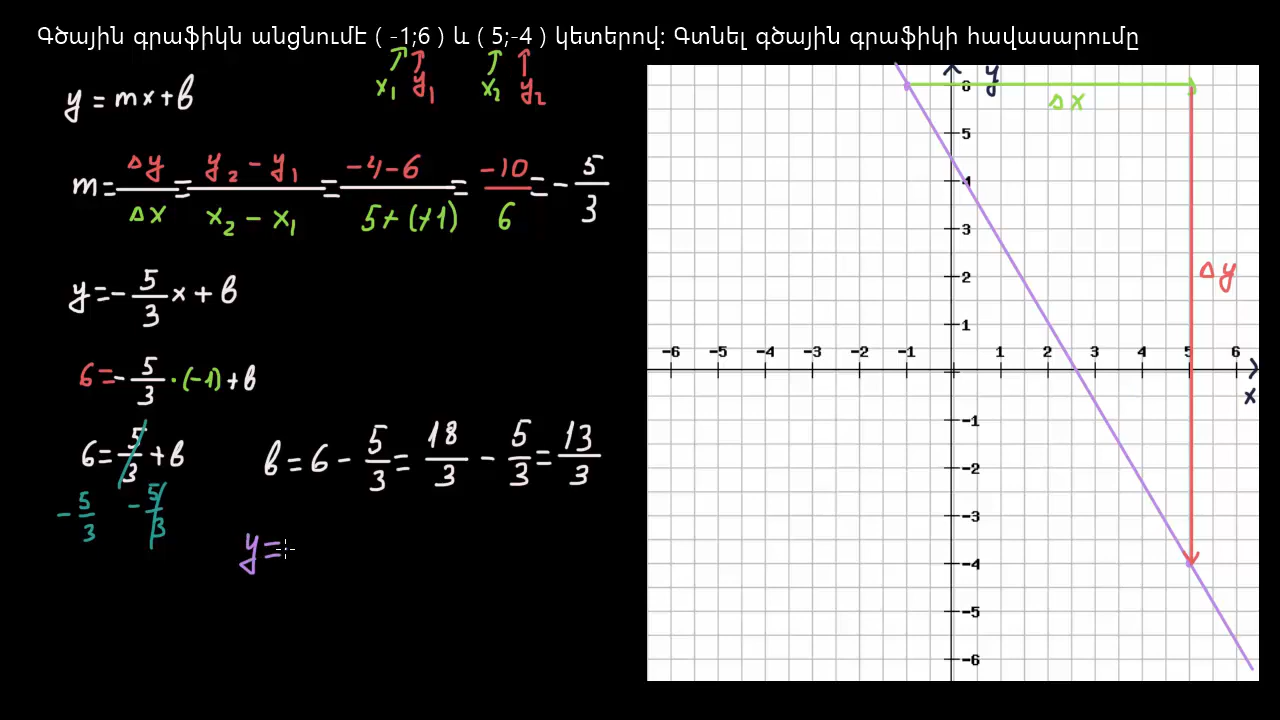 Գծային գրաֆիկն անցնումէ ( -1;6 ) և ( 5;-4 ) կետերով: Գտնել գծային գրաֆիկի հավասարումը
x₁ y₁ x₂ y₂
y = mx+b
m = Δy/Δx = (y₂ - y₁)/(x₂ - x₁) = (-4-6)/(5+(+1)) = -10/6 = - 5/3
y = - 5/3 x + b
6 = - 5/3 · (-1) + b
6 = 5/3 + b
- 5/3 - 5/3
b = 6 - 5/3 = 18/3 - 5/3 = 13/3
y =
y
Δx
6
5
4
3
2
1
Δy
-6 -5 -4 -3 -2 -1 1 2 3 4 5 6
x
-1
-2
-3
-4
-5
-6